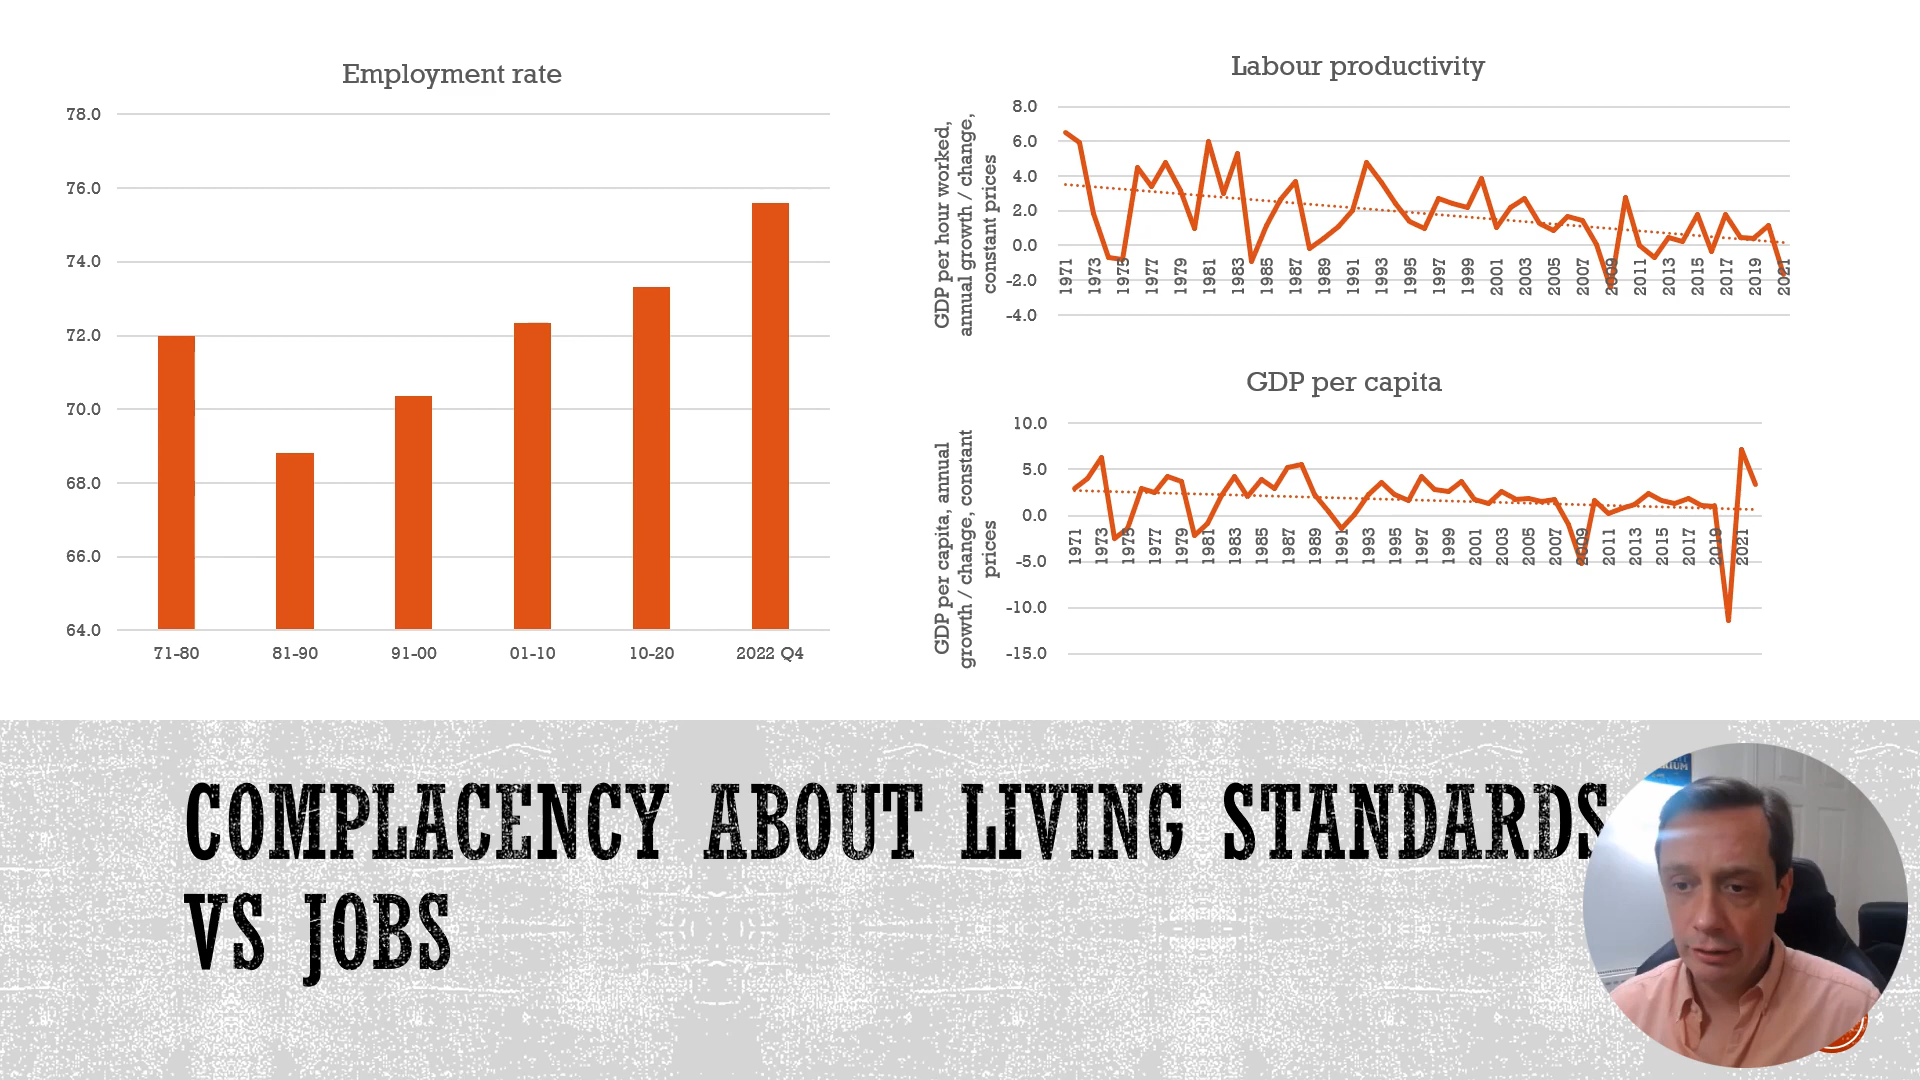 Employment rate
78.0
76.0
74.0
72.0
70.0
68.0
66.0
64.0
71-80 81-90 91-00 01-10 10-20 2022 Q4
Labour productivity
GDP per hour worked,
annual growth / change,
constant prices
8.0
6.0
4.0
2.0
0.0
-2.0
-4.0
1971 1973 1975 1977 1979 1981 1983 1985 1987 1989 1991 1993 1995 1997 1999 2001 2003 2005 2007 2009 2011 2013 2015 2017 2019 2021
GDP per capita
GDP per capita, annual
growth / change, constant
prices
10.0
5.0
0.0
-5.0
-10.0
-15.0
1971 1973 1975 1977 1979 1981 1983 1985 1987 1989 1991 1993 1995 1997 1999 2001 2003 2005 2007 2009 2011 2013 2015 2017 2019 2021
COMPLACENCY ABOUT LIVING STANDARDS
VS JOBS